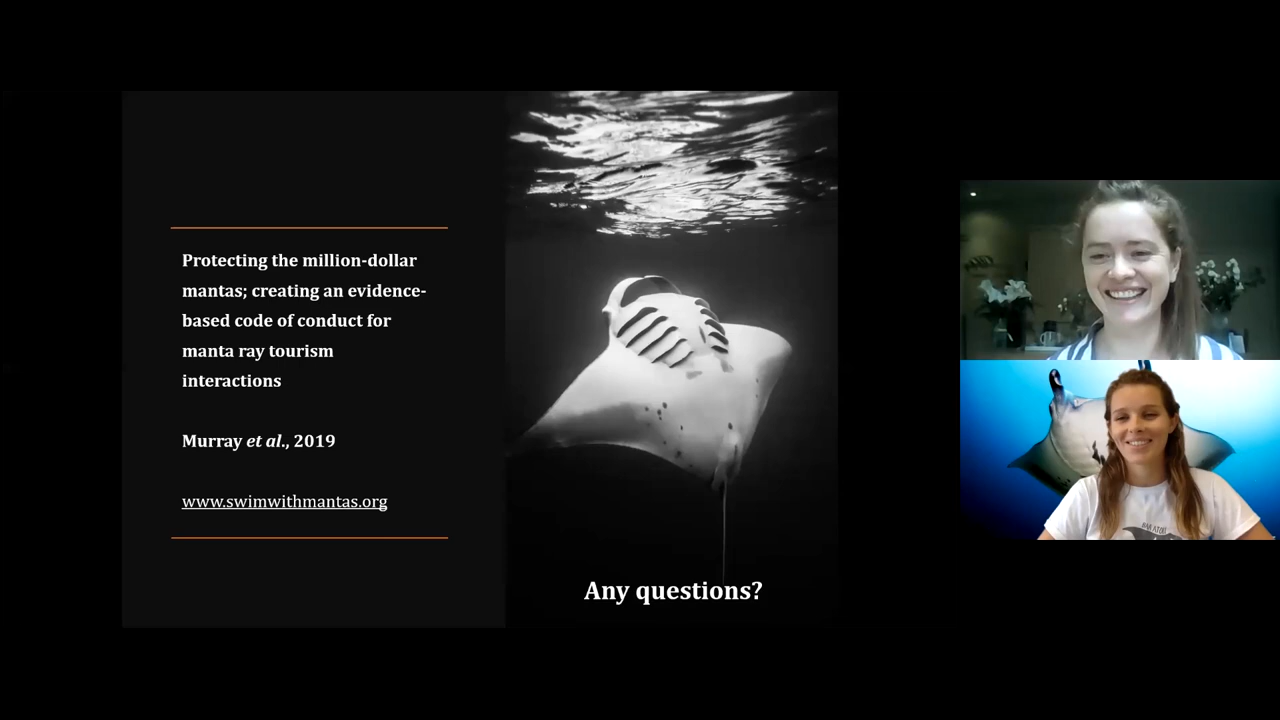 Protecting the million-dollar
mantas; creating an evidence-
based code of conduct for
manta ray tourism
interactions
Murray et al., 2019
www.swimwithmantas.org
Any questions?